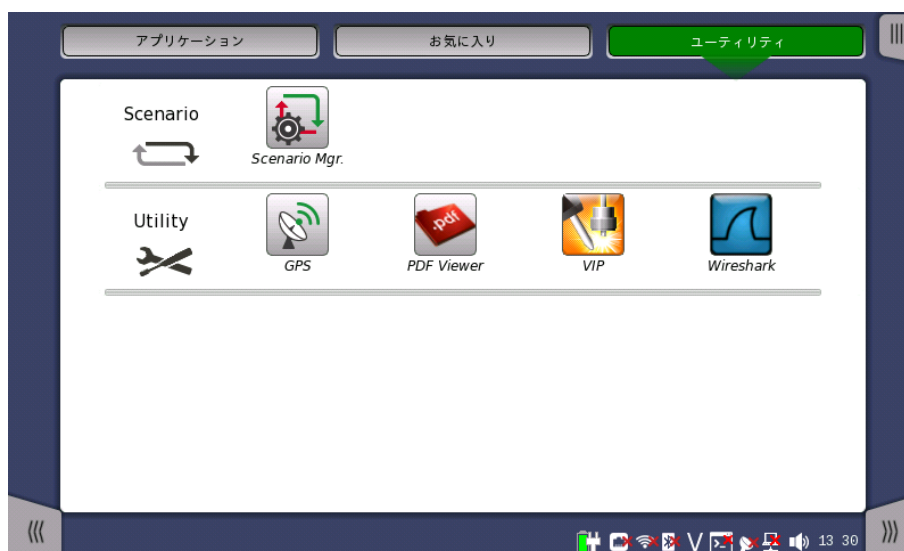 アプリケーション お気に入り ユーティリティ
Scenario
Scenario Mgr.
Utility
.pdf
GPS PDF Viewer VIP Wireshark
13 30